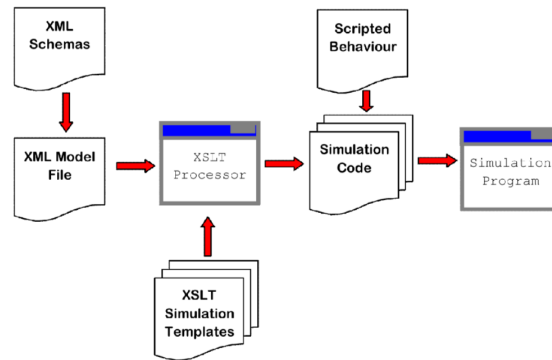 XML
Schemas
Scripted
Behaviour
XML Model
File
XSLT
Processor
Simulation
Code
Simulation
Program
XSLT
Simulation
Templates